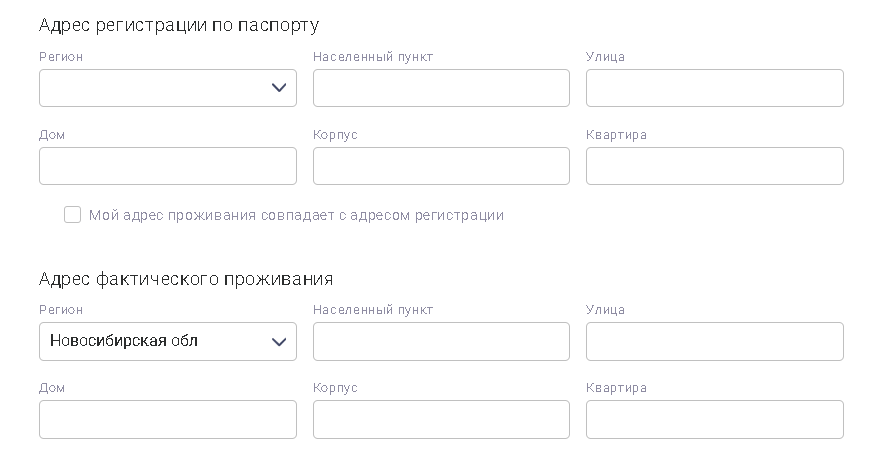 Адрес регистрации по паспорту
Регион Населенный пункт Улица
Дом Корпус Квартира
Мой адрес проживания совпадает с адресом регистрации
Адрес фактического проживания
Регион Населенный пункт Улица
Новосибирская обл
Дом Корпус Квартира